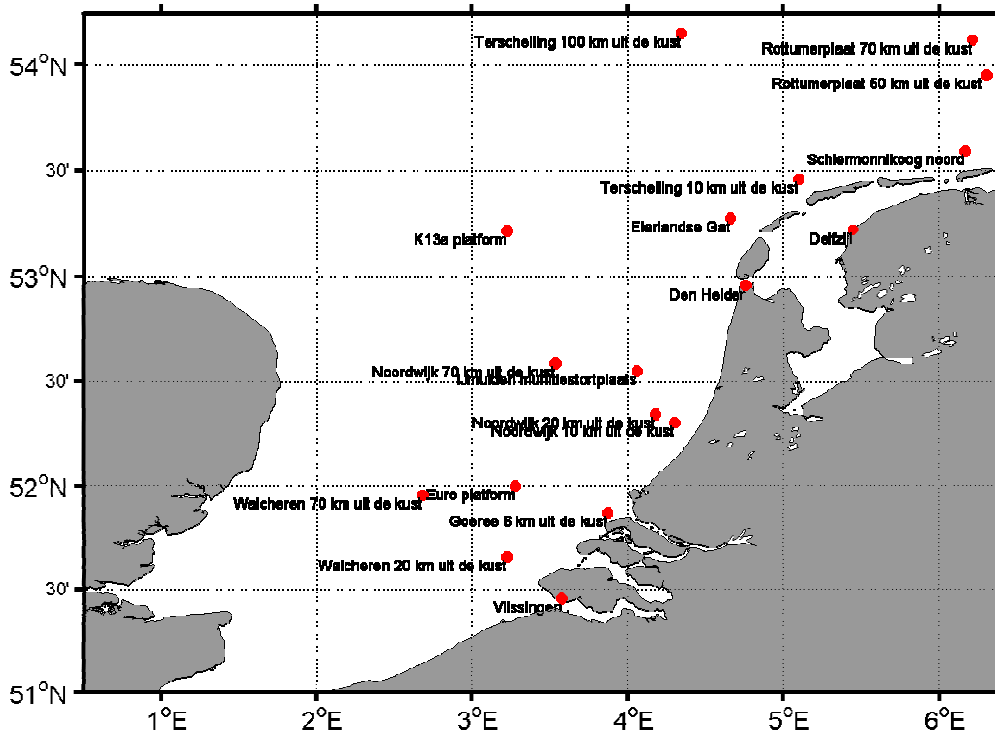 Terschelling 100 km uit de kust
Rottumerplaat 70 km uit de kust
54°N
Rottumerplaat 50 km uit de kust
Schiermonnikoog noord
30'
Terschelling 10 km uit de kust
Eierlandse Gat
K13a platform
Delfzijl
53°N
Den Helder
Noordwijk 70 km uit de kust
IJmuiden munitiestortplaats
30'
Noordwijk 20 km uit de kust
Noordwijk 10 km uit de kust
52°N
Walcheren 70 km uit de kust
Euro platform
Goeree 6 km uit de kust
Walcheren 20 km uit de kust
30'
Vlissingen
51°N
1°E
2°E
3°E
4°E
5°E
6°E